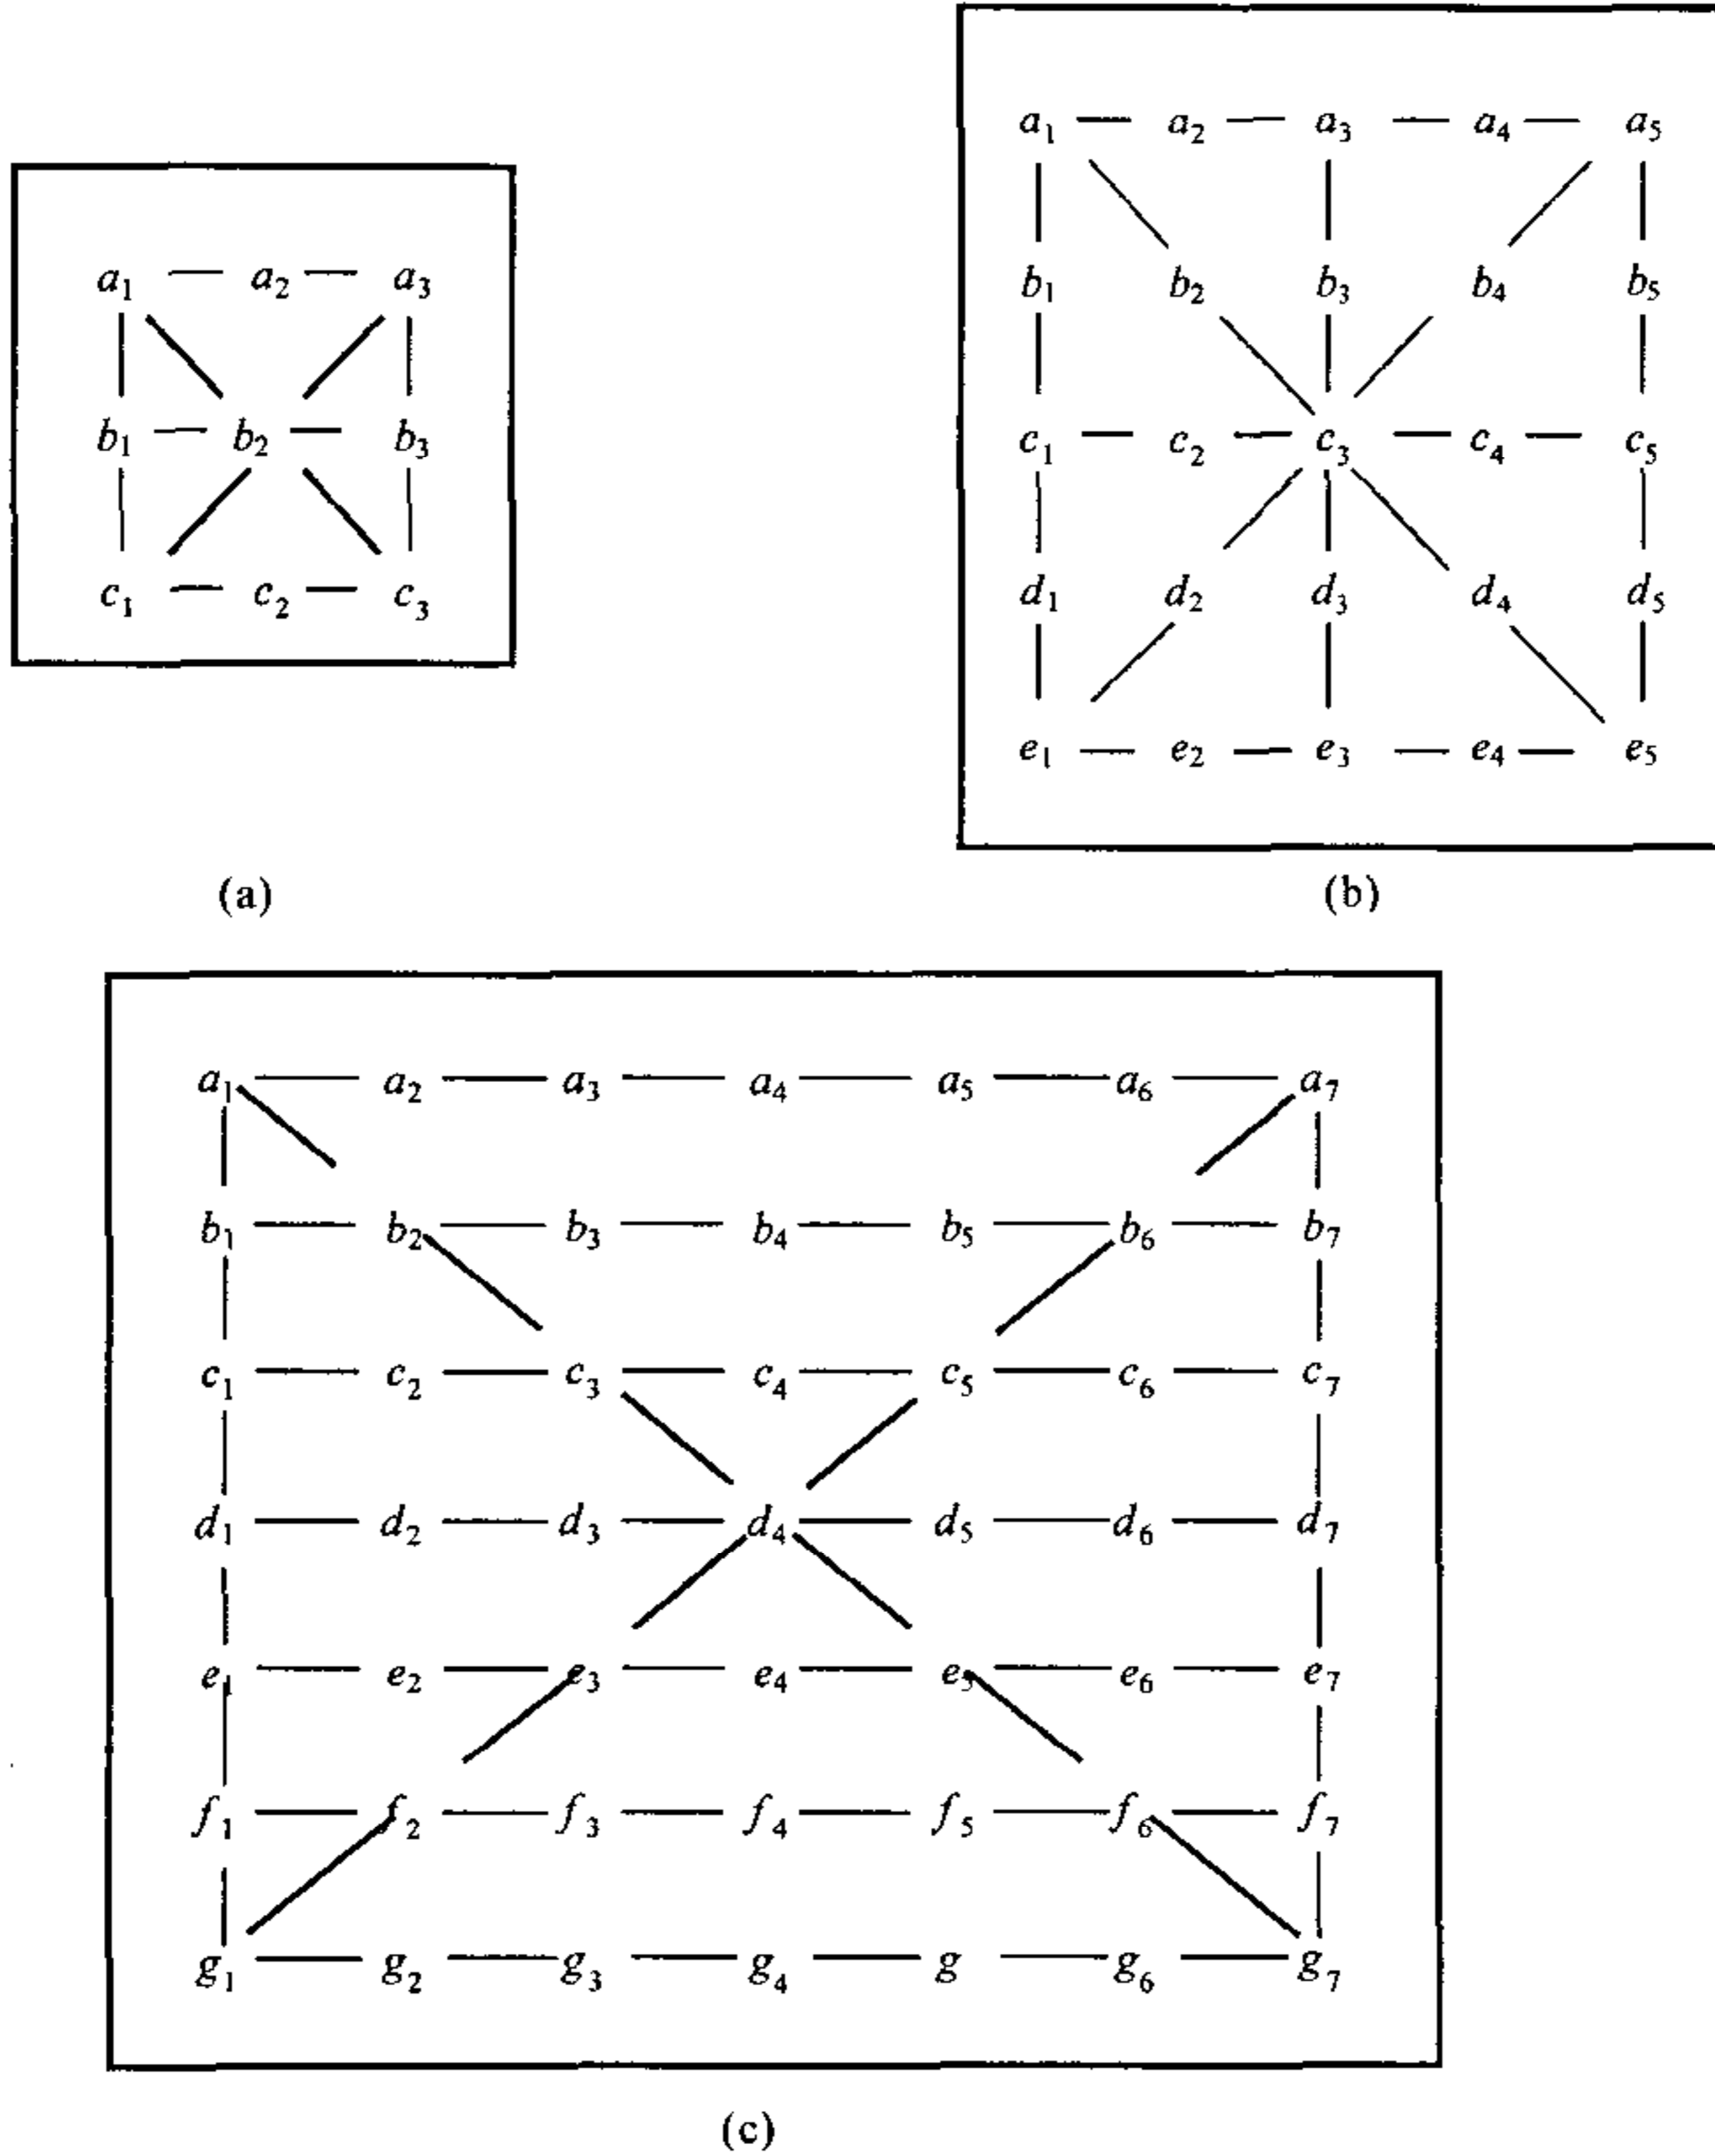 a₁ a₂ a₃
b₁ b₂ b₃
c₁ c₂ c₃
(a)
a₁ a₂ a₃ a₄ a₅
b₁ b₂ b₃ b₄ b₅
c₁ c₂ c₃ c₄ c₅
d₁ d₂ d₃ d₄ d₅
e₁ e₂ e₃ e₄ e₅
(b)
a₁ a₂ a₃ a₄ a₅ a₆ a₇
b₁ b₂ b₃ b₄ b₅ b₆ b₇
c₁ c₂ c₃ c₄ c₅ c₆ c₇
d₁ d₂ d₃ d₄ d₅ d₆ d₇
e₁ e₂ e₃ e₄ e₅ e₆ e₇
f₁ f₂ f₃ f₄ f₅ f₆ f₇
g₁ g₂ g₃ g₄ g g₆ g₇
(c)